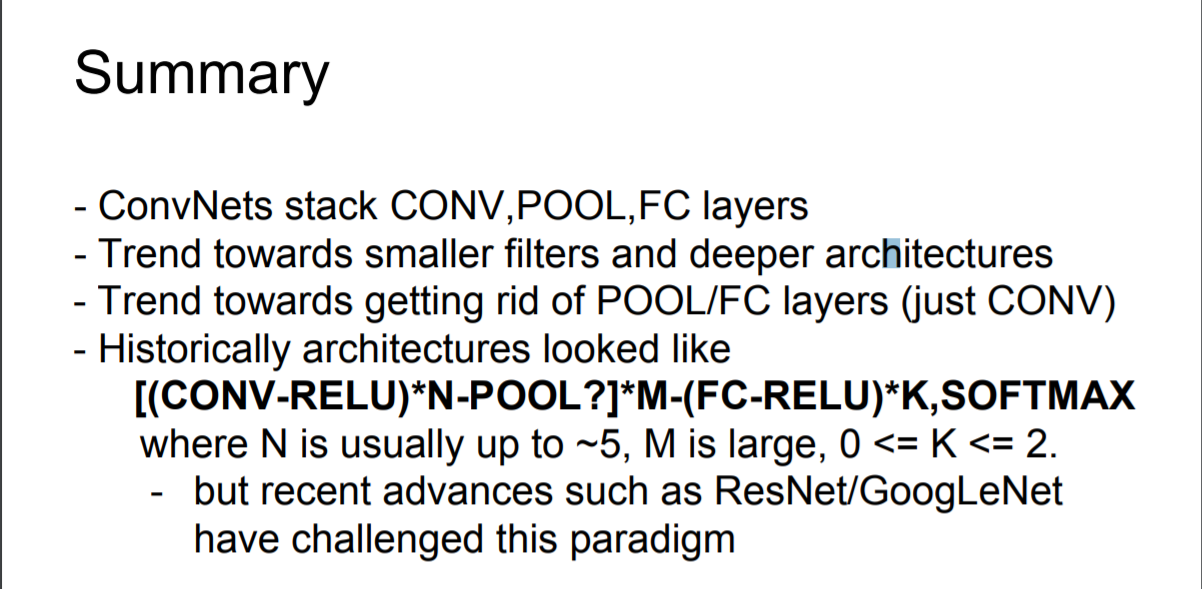 Summary
- ConvNets stack CONV,POOL,FC layers
- Trend towards smaller filters and deeper architectures
- Trend towards getting rid of POOL/FC layers (just CONV)
- Historically architectures looked like
[(CONV-RELU)*N-POOL?]*M-(FC-RELU)*K,SOFTMAX
where N is usually up to ~5, M is large, 0 <= K <= 2.
- but recent advances such as ResNet/GoogLeNet
have challenged this paradigm